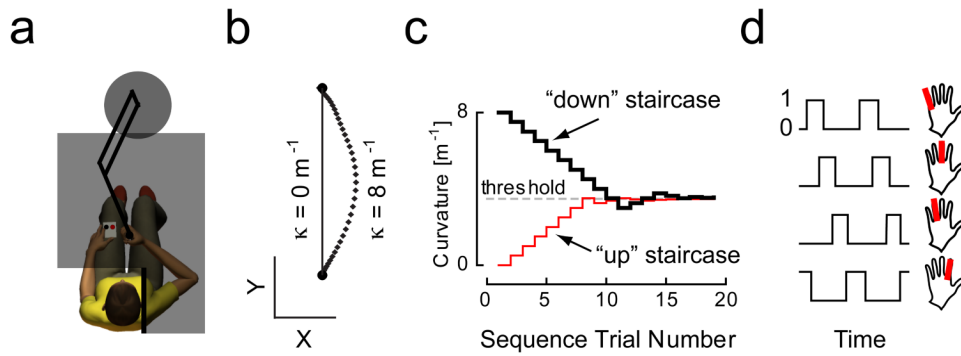 a
b
c
d
κ = 0 m⁻¹
κ = 8 m⁻¹
Y
X
Curvature [m⁻¹]
8
0
"down" staircase
threshold
"up" staircase
0
5
10
15
20
Sequence Trial Number
1
0
Time